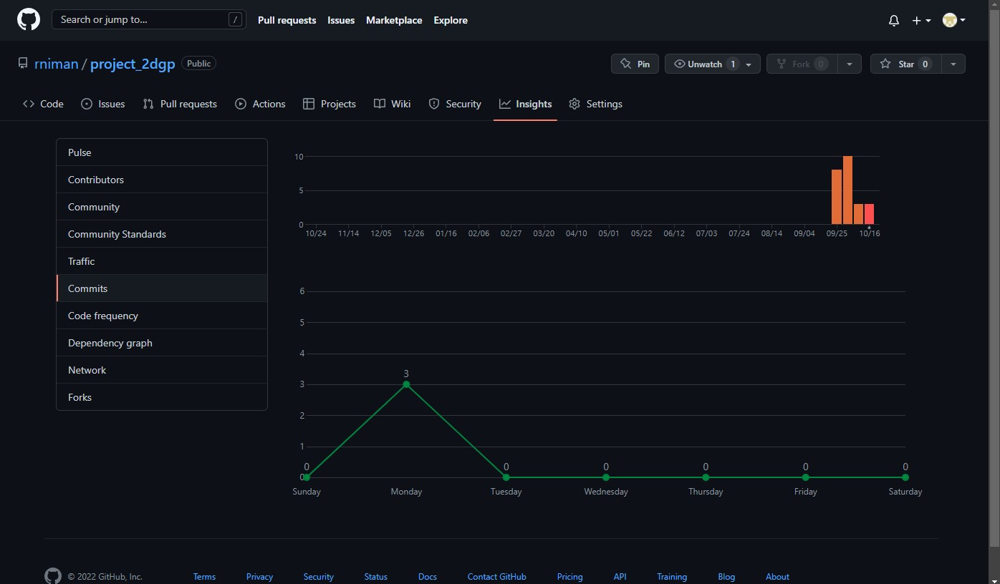 Search or jump to... / Pull requests Issues Marketplace Explore
rniman / project_2dgp Public Pin Unwatch 1 Fork 0 Star 0
Code Issues Pull requests Actions Projects Wiki Security Insights Settings
Pulse
Contributors
Community
Community Standards
Traffic
Commits
Code frequency
Dependency graph
Network
Forks
10
5
0
10/24 11/14 12/05 12/26 01/16 02/06 02/27 03/20 04/10 05/01 05/22 06/12 07/03 07/24 08/14 09/04 09/25 10/16
6
5
4
3
3
2
1
0 0 0 0 0 0
0
Sunday Monday Tuesday Wednesday Thursday Friday Saturday
© 2022 GitHub, Inc. Terms Privacy Security Status Docs Contact GitHub Pricing API Training Blog About